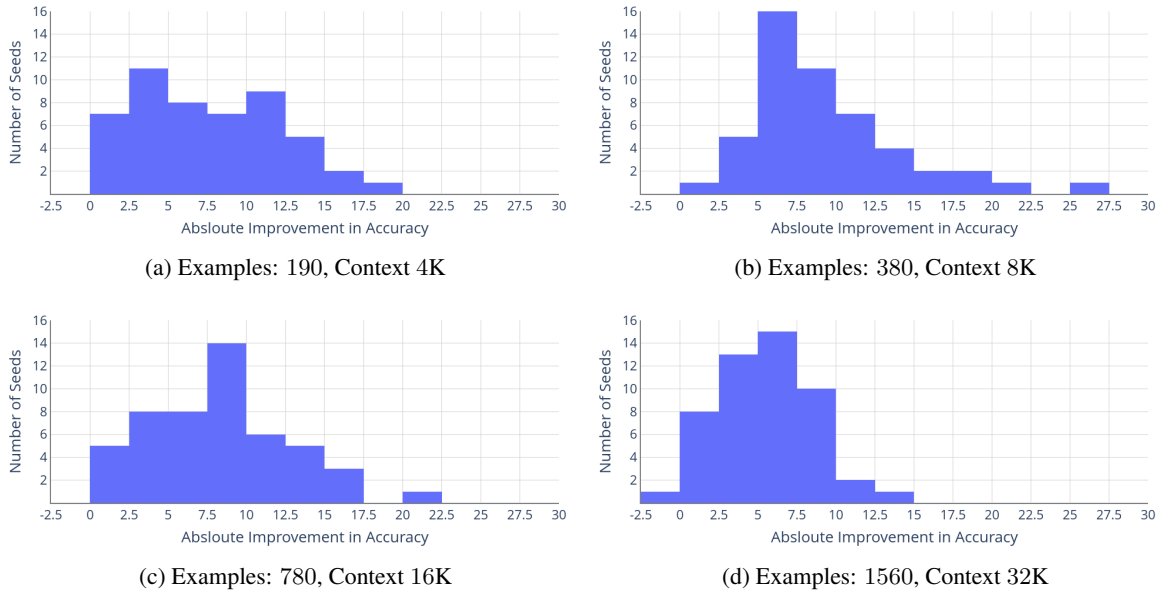 16
14
12
10
8
6
4
2
Number of Seeds
-2.5 0 2.5 5 7.5 10 12.5 15 17.5 20 22.5 25 27.5 30
Absloute Improvement in Accuracy
(a) Examples: 190, Context 4K
16
14
12
10
8
6
4
2
Number of Seeds
-2.5 0 2.5 5 7.5 10 12.5 15 17.5 20 22.5 25 27.5 30
Absloute Improvement in Accuracy
(b) Examples: 380, Context 8K
16
14
12
10
8
6
4
2
Number of Seeds
-2.5 0 2.5 5 7.5 10 12.5 15 17.5 20 22.5 25 27.5 30
Absloute Improvement in Accuracy
(c) Examples: 780, Context 16K
16
14
12
10
8
6
4
2
Number of Seeds
-2.5 0 2.5 5 7.5 10 12.5 15 17.5 20 22.5 25 27.5 30
Absloute Improvement in Accuracy
(d) Examples: 1560, Context 32K